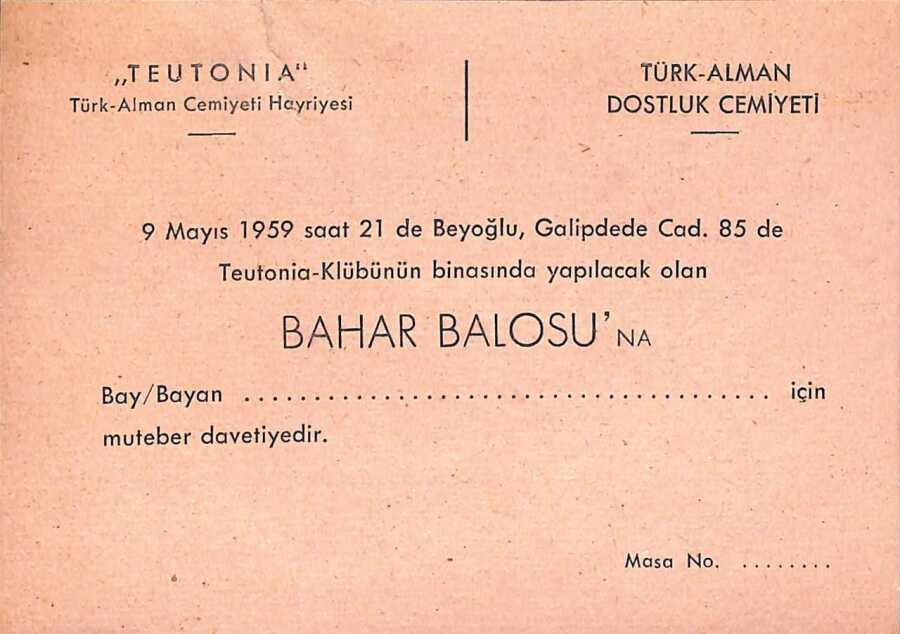 „TEUTONIA"
Türk-Alman Cemiyeti Hayriyesi
TÜRK-ALMAN
DOSTLUK CEMİYETİ
9 Mayıs 1959 saat 21 de Beyoğlu, Galipdede Cad. 85 de
Teutonia-Klübünün binasında yapılacak olan
BAHAR BALOSU'NA
Bay/Bayan ...................................... için
muteber davetiyedir.
Masa No. ........